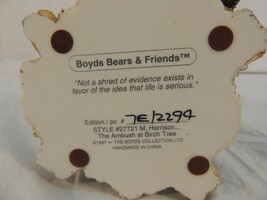 Boyds Bears & Friends™
"Not a shred of evidence exists in
favor of the idea that life is serious."
Edition / pc # 7E/2294
STYLE #27721 M. Harrison...
The Ambush at Birch Tree
©1997 THE BOYDS COLLECTION LTD
HANDMADE IN CHINA